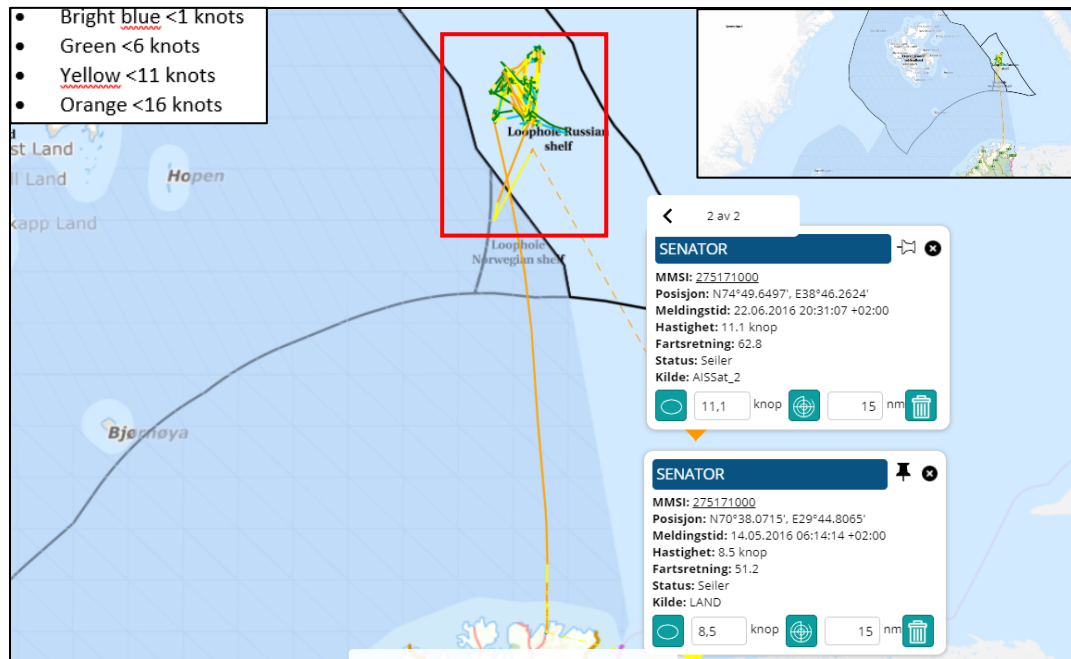 • Bright blue <1 knots
• Green <6 knots
• Yellow <11 knots
• Orange <16 knots
st Land
ll Land
kapp Land
Hopen
Bjørnøya
Loophole Russian
shelf
Loophole
Norwegian shelf
2 av 2
SENATOR
MMSI: 275171000
Posisjon: N74°49.6497', E38°46.2624'
Meldingstid: 22.06.2016 20:31:07 +02:00
Hastighet: 11.1 knop
Fartsretning: 62.8
Status: Seiler
Kilde: AISSat_2
11,1 knop 15 nm
SENATOR
MMSI: 275171000
Posisjon: N70°38.0715', E29°44.8065'
Meldingstid: 14.05.2016 06:14:14 +02:00
Hastighet: 8.5 knop
Fartsretning: 51.2
Status: Seiler
Kilde: LAND
8,5 knop 15 nm